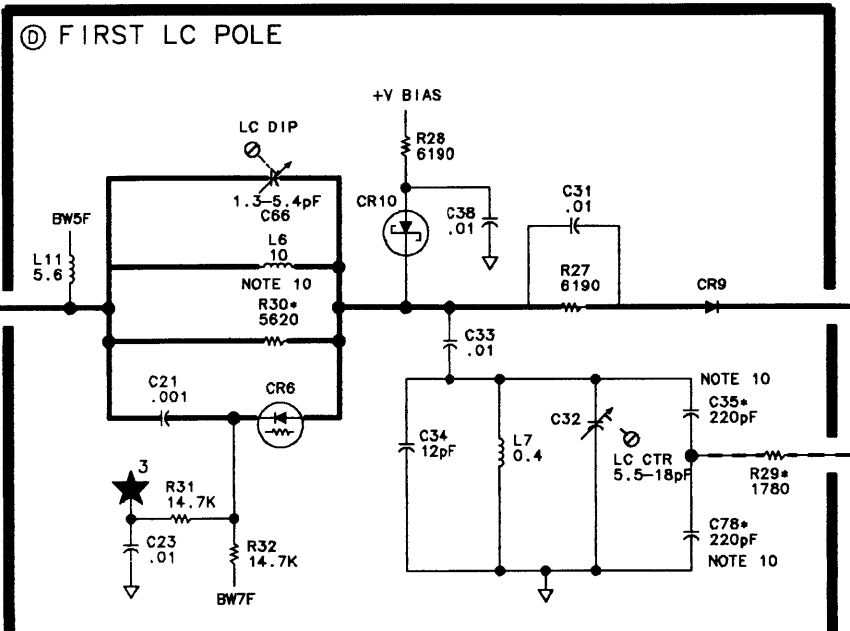 D FIRST LC POLE
+V BIAS
LC DIP
R28
6190
1.3–5.4pF
C66
CR10
C38
.01
C31
.01
BW5F
L11
5.6
L6
10
NOTE 10
R27
6190
CR9
R30*
5620
C33
.01
C21
.001
CR6
NOTE 10
C35*
220pF
C34
12pF
L7
0.4
C32
LC CTR
5.5–18pF
R29*
1780
3
R31
14.7K
C23
.01
R32
14.7K
C78*
220pF
NOTE 10
BW7F